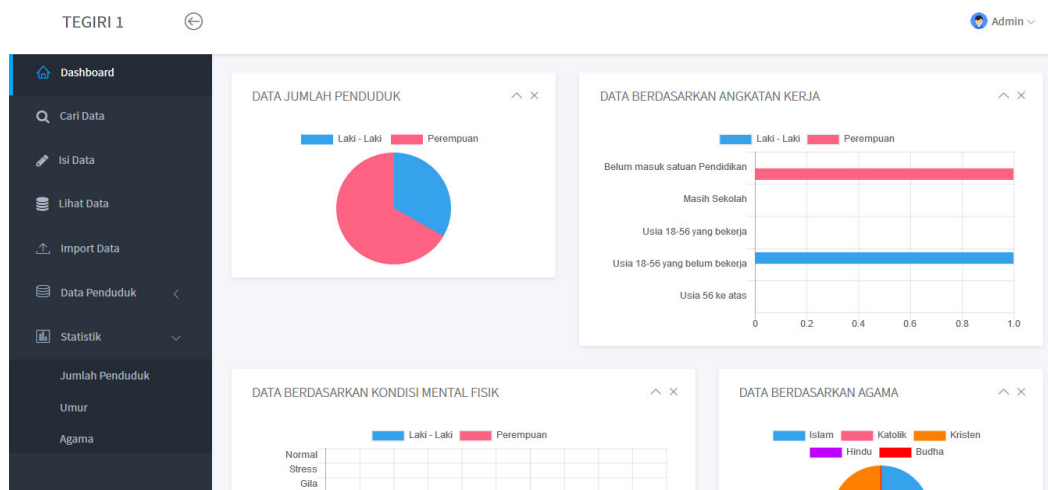 TEGIRI 1
Admin
Dashboard
Cari Data
Isi Data
Lihat Data
Import Data
Data Penduduk
Statistik
Jumlah Penduduk
Umur
Agama
DATA JUMLAH PENDUDUK
Laki - Laki Perempuan
DATA BERDASARKAN ANGKATAN KERJA
Laki - Laki Perempuan
Belum masuk satuan Pendidikan
Masih Sekolah
Usia 18-56 yang bekerja
Usia 18-56 yang belum bekerja
Usia 56 ke atas
0 0.2 0.4 0.6 0.8 1.0
DATA BERDASARKAN KONDISI MENTAL FISIK
Laki - Laki Perempuan
Normal
Stress
Gila
DATA BERDASARKAN AGAMA
Islam Katolik Kristen
Hindu Budha